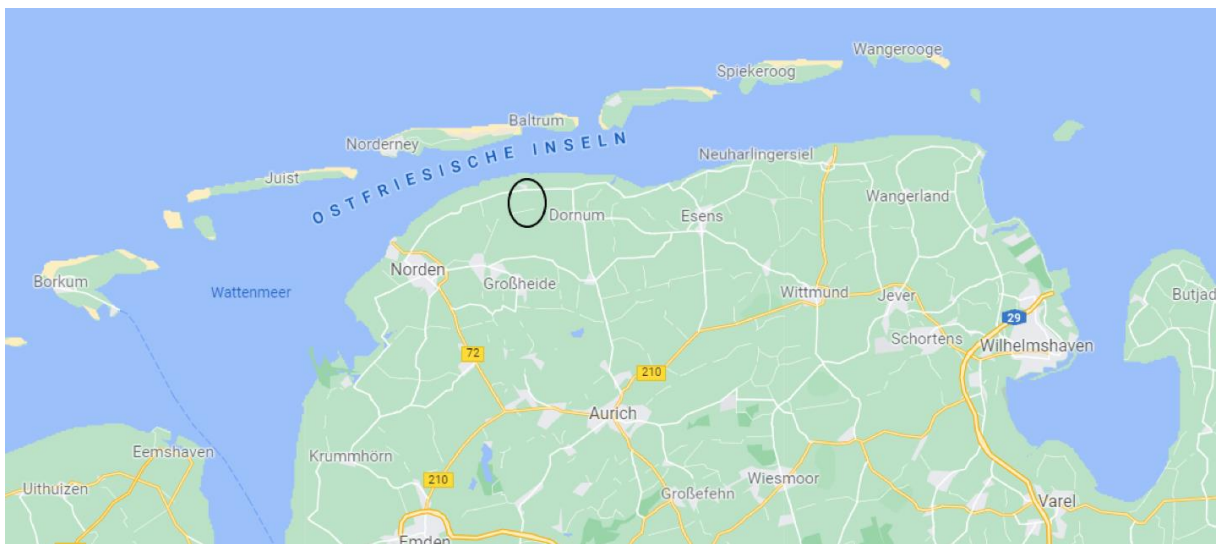 Wangerooge
Spiekeroog
Baltrum
Norderney
OSTFRIESISCHE INSELN
Neuharlingersiel
Juist
Wangerland
Dornum
Esens
Norden
Großheide
Borkum
Wattenmeer
Wittmund
Jever
Butjad
29
Schortens
Wilhelmshaven
72
210
Aurich
Eemshaven
Krummhörn
210
Wiesmoor
Uithuizen
Großefehn
Varel
Emden